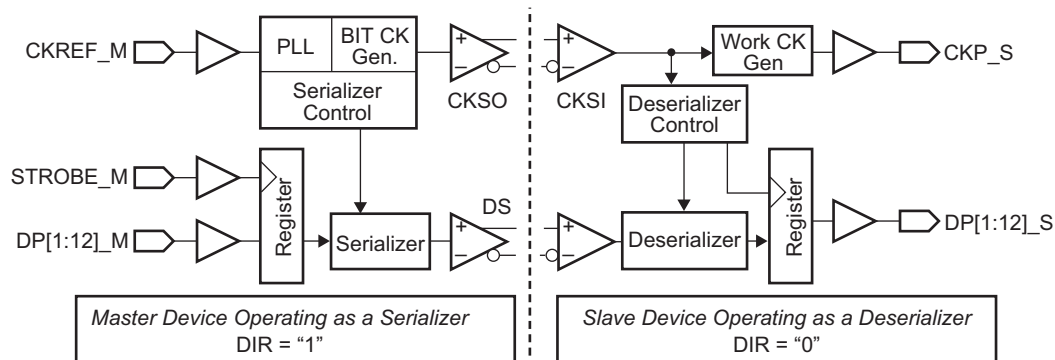 CKREF_M
PLL
BIT CK
Gen.
Serializer
Control
+
−
CKSO
STROBE_M
DP[1:12]_M
Register
Serializer
DS
+
−
Master Device Operating as a Serializer
DIR = “1”
+
−
CKSI
Work CK
Gen
CKP_S
Deserializer
Control
+
−
Deserializer
Register
DP[1:12]_S
Slave Device Operating as a Deserializer
DIR = “0”